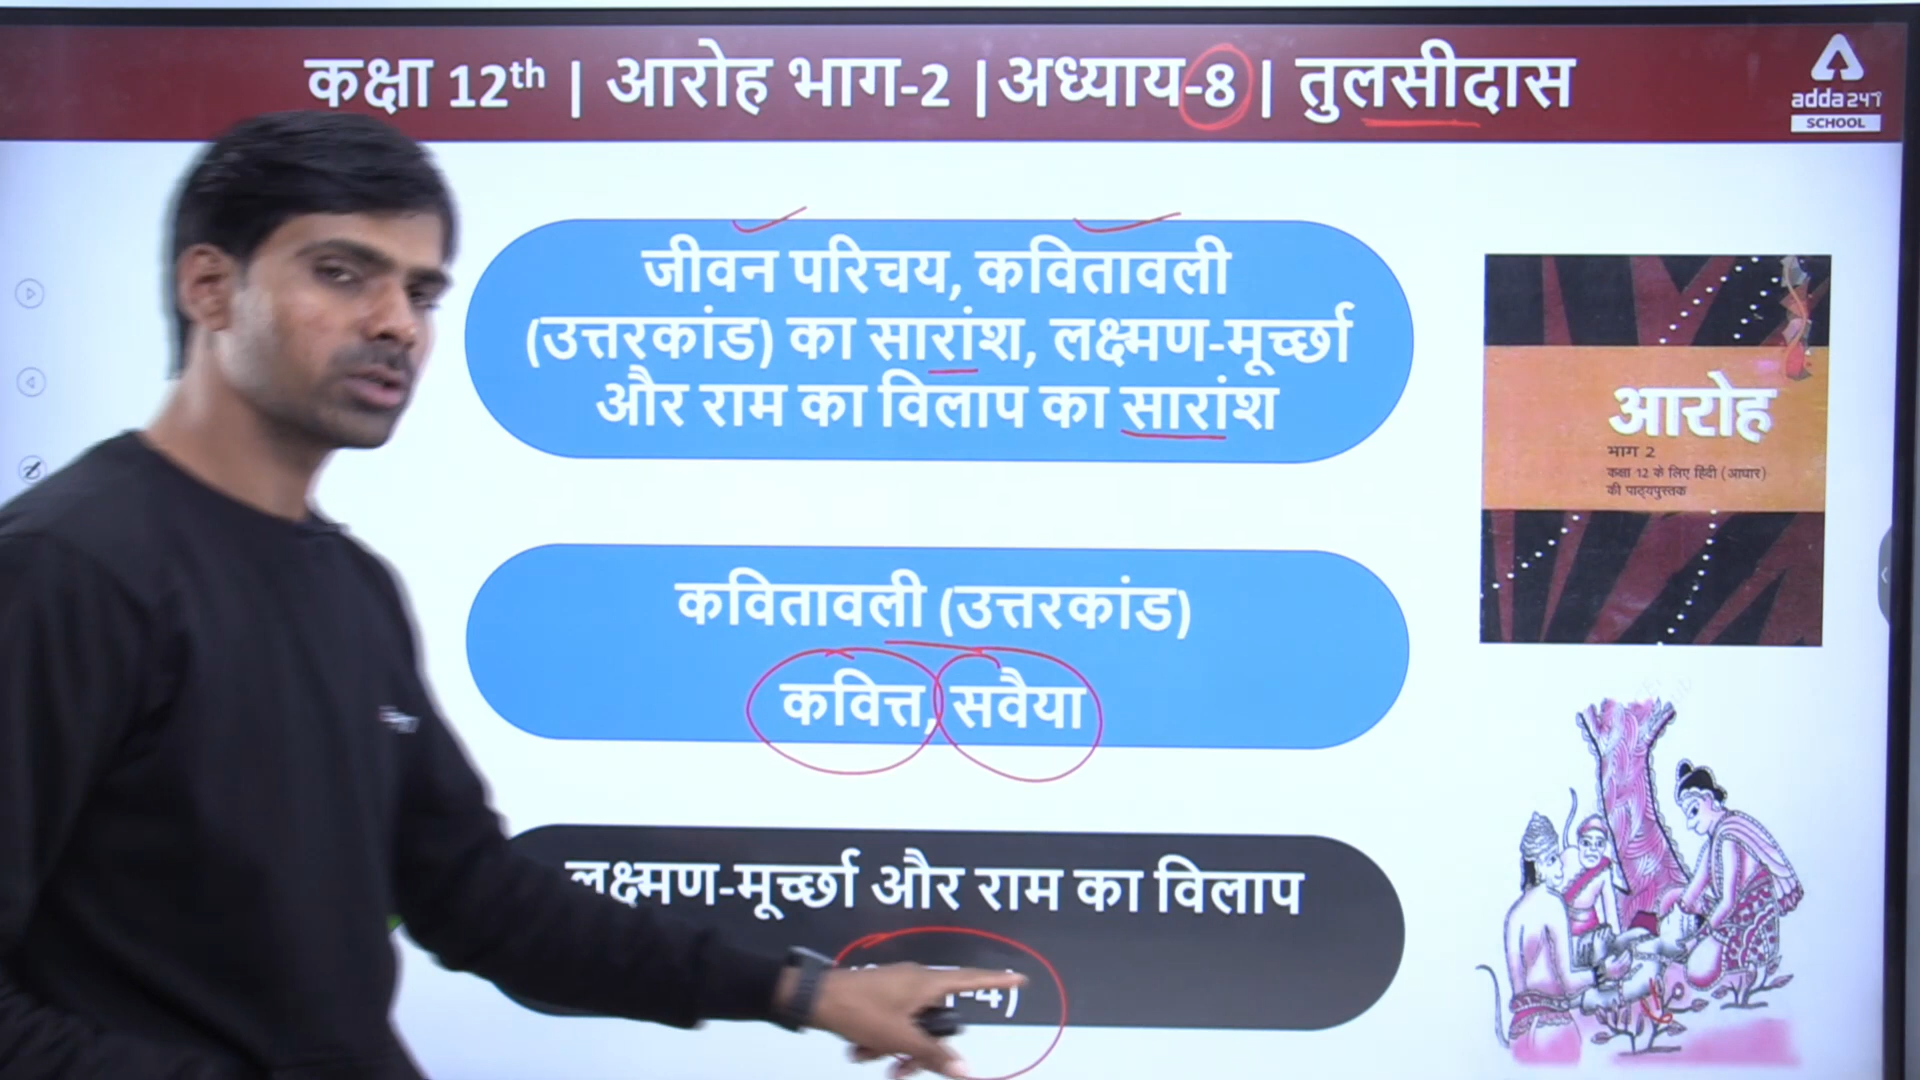 कक्षा 12th | आरोह भाग-2 |अध्याय-8 | तुलसीदास
adda247
SCHOOL
जीवन परिचय, कवितावली
(उत्तरकांड) का सारांश, लक्ष्मण-मूर्च्छा
और राम का विलाप का सारांश
आरोह
भाग 2
कक्षा 12 के लिए हिंदी (आधार)
की पाठ्यपुस्तक
कवितावली (उत्तरकांड)
कवित्त, सवैया
लक्ष्मण-मूर्च्छा और राम का विलाप
-4)